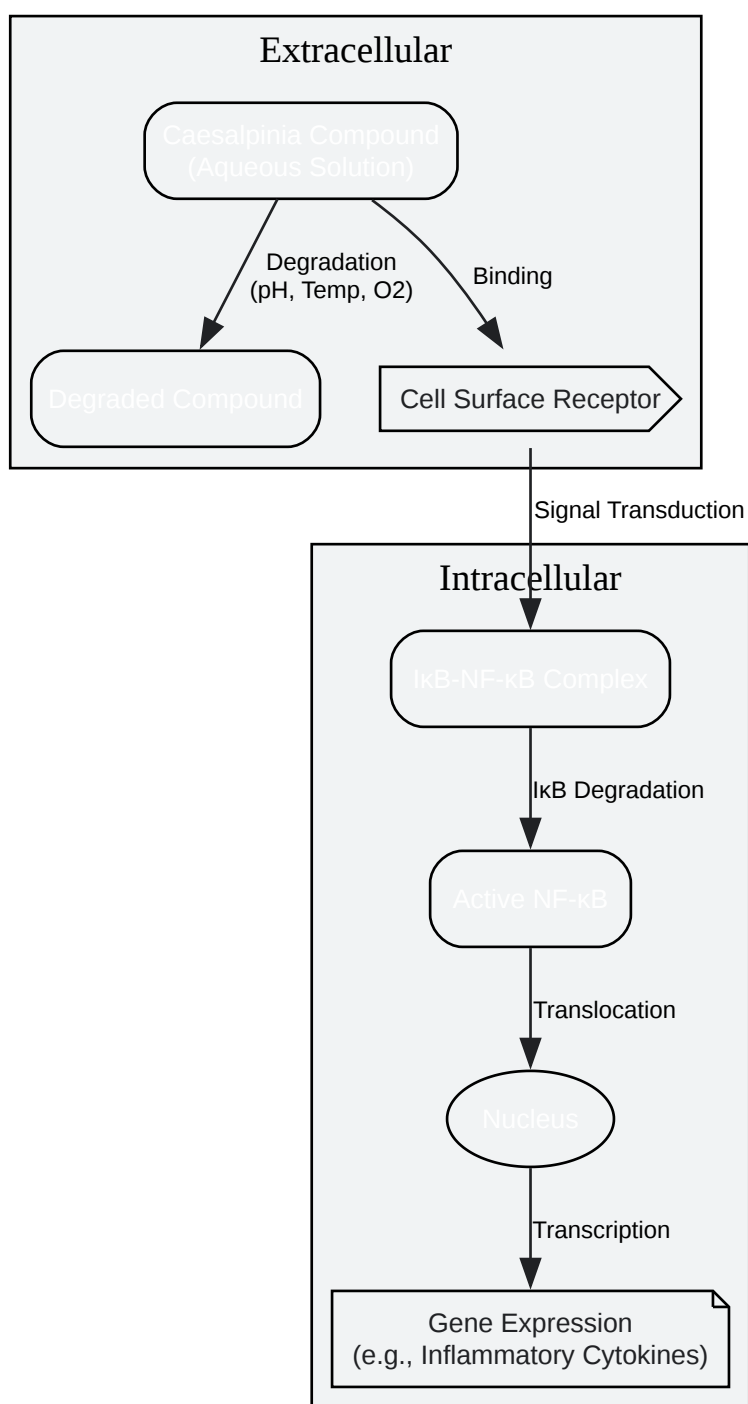 Extracellular
Caesalpinia Compound
(Aqueous Solution)
Degradation
(pH, Temp, O2)
Binding
Degraded Compound
Cell Surface Receptor
Signal Transduction
Intracellular
IκB-NF-κB Complex
IκB Degradation
Active NF-κB
Translocation
Nucleus
Transcription
Gene Expression
(e.g., Inflammatory Cytokines)